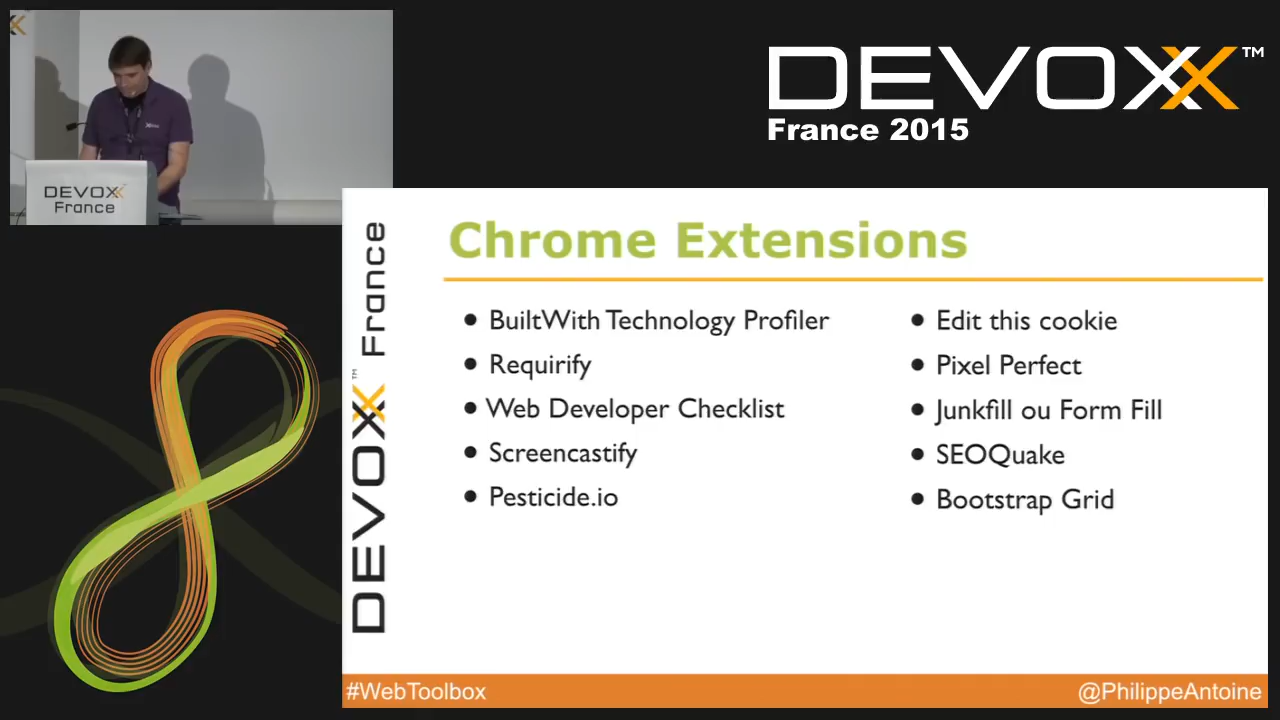 DEVOXX™
France 2015
DEVOXX
France
DEVOXX™ France
Chrome Extensions
• BuiltWith Technology Profiler
• Requirify
• Web Developer Checklist
• Screencastify
• Pesticide.io
• Edit this cookie
• Pixel Perfect
• Junkfill ou Form Fill
• SEOQuake
• Bootstrap Grid
#WebToolbox
@PhilippeAntoine